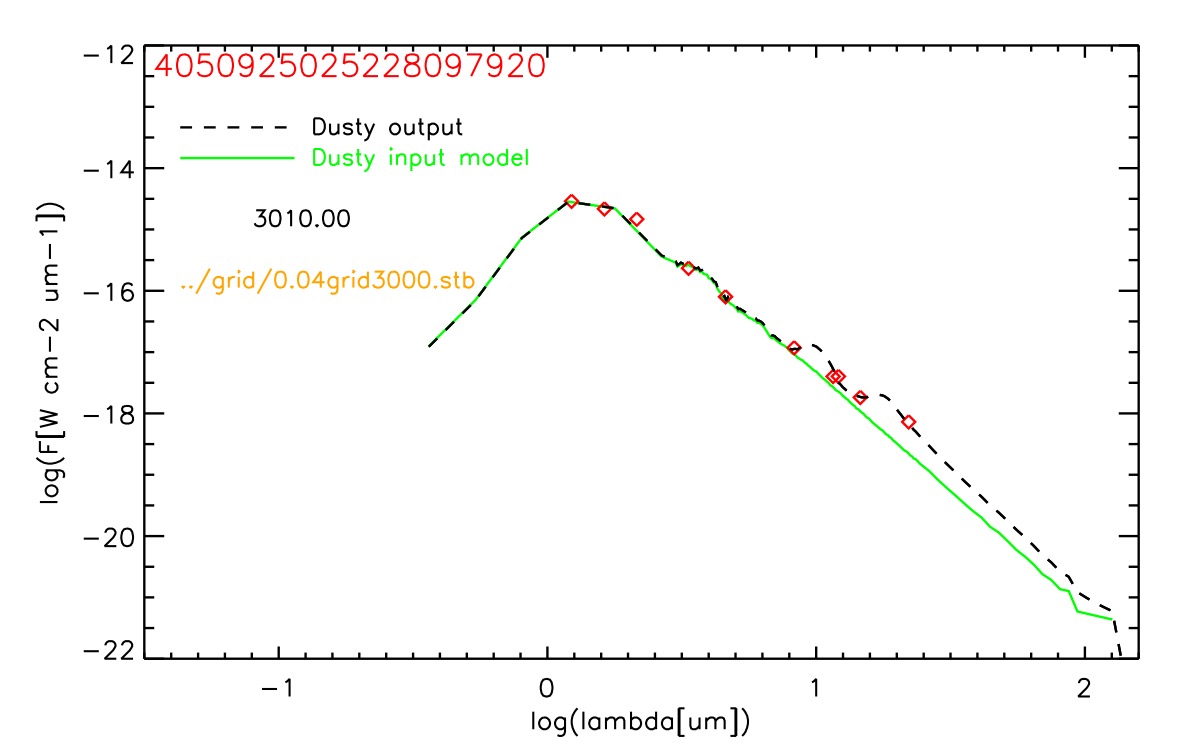 4050925025228097920
Dusty output
Dusty input model
3010.00
../grid/0.04grid3000.stb
log(F[W cm-2 um-1])
-12
-14
-16
-18
-20
-22
-1
0
1
2
log(lambda[um])